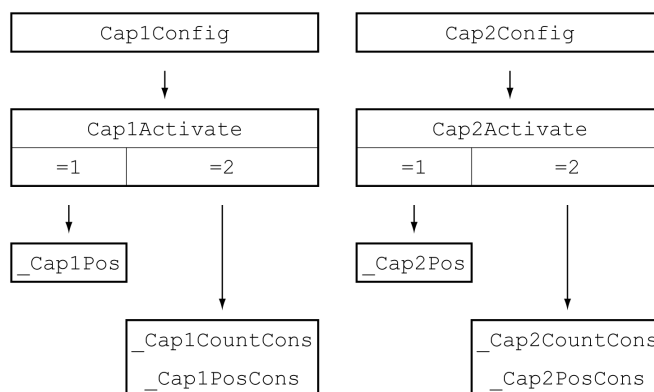 Cap1Config
Cap1Activate
=1 =2
_Cap1Pos
_Cap1CountCons
_Cap1PosCons
Cap2Config
Cap2Activate
=1 =2
_Cap2Pos
_Cap2CountCons
_Cap2PosCons